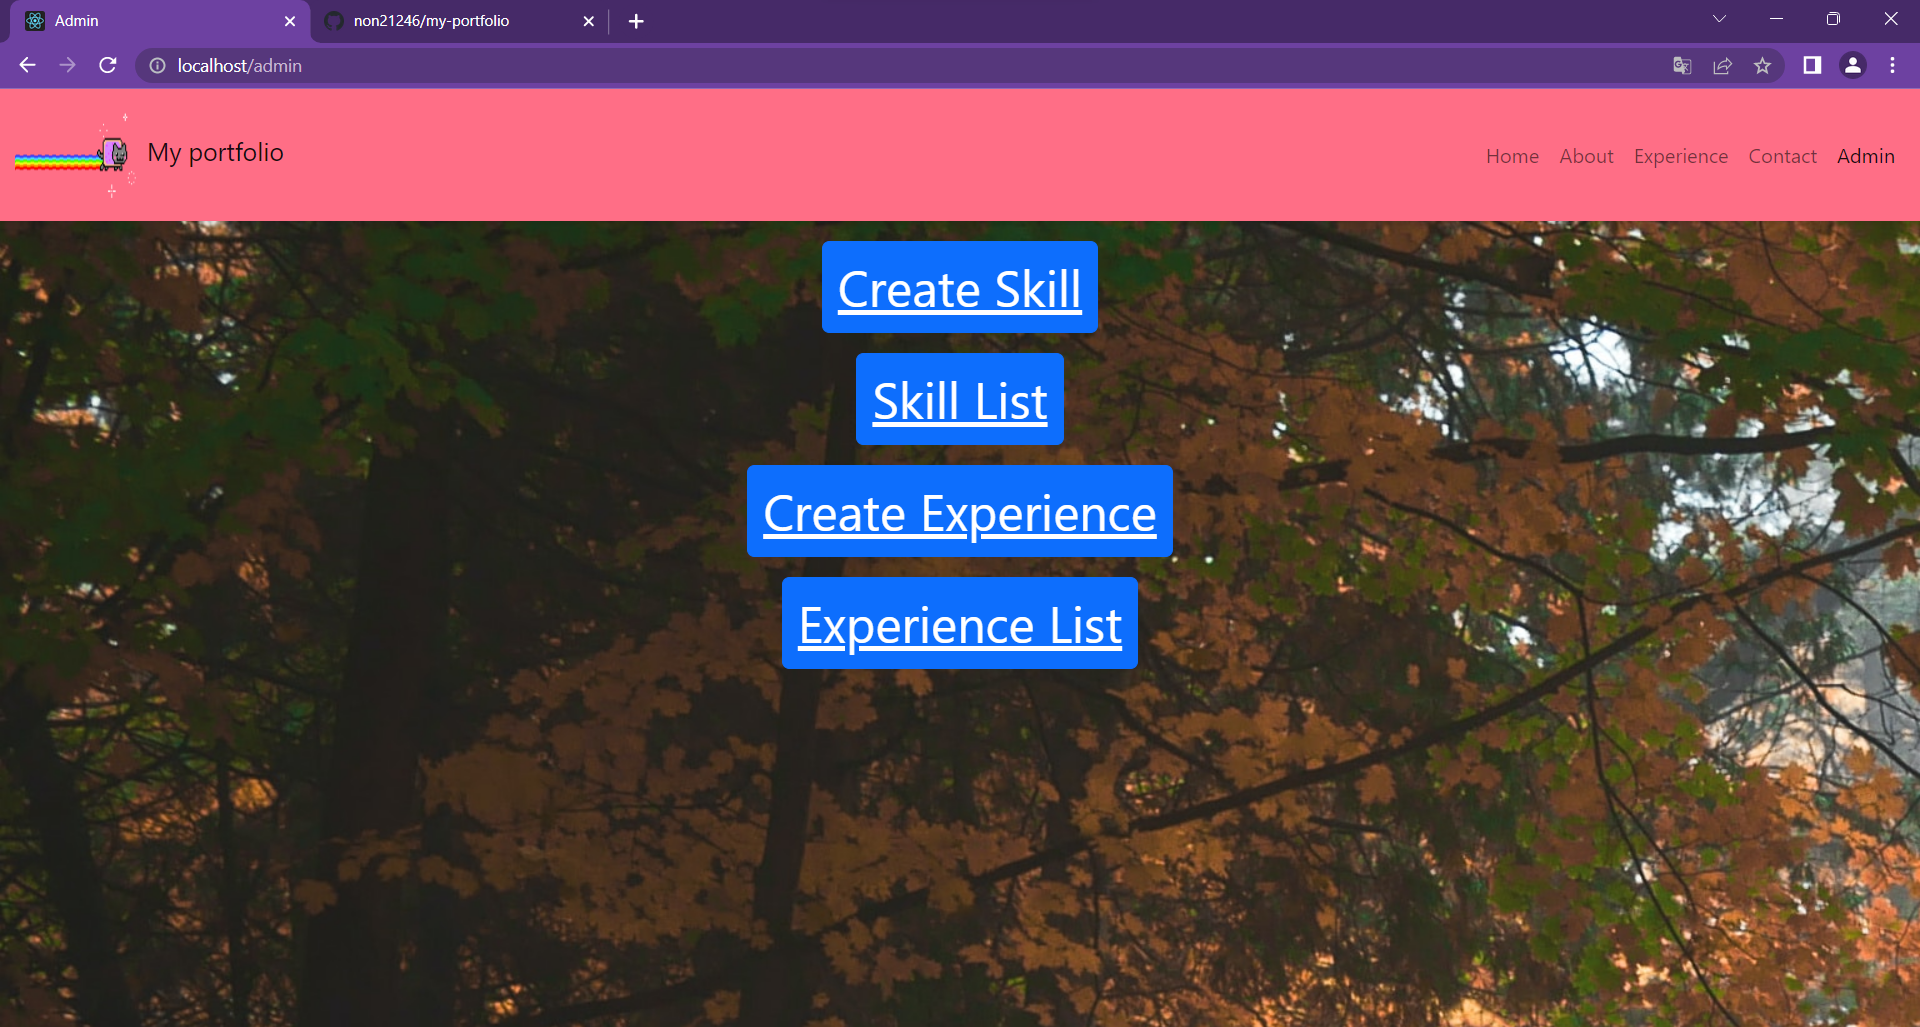 Admin
non21246/my-portfolio
localhost/admin
My portfolio
Home About Experience Contact Admin
Create Skill
Skill List
Create Experience
Experience List